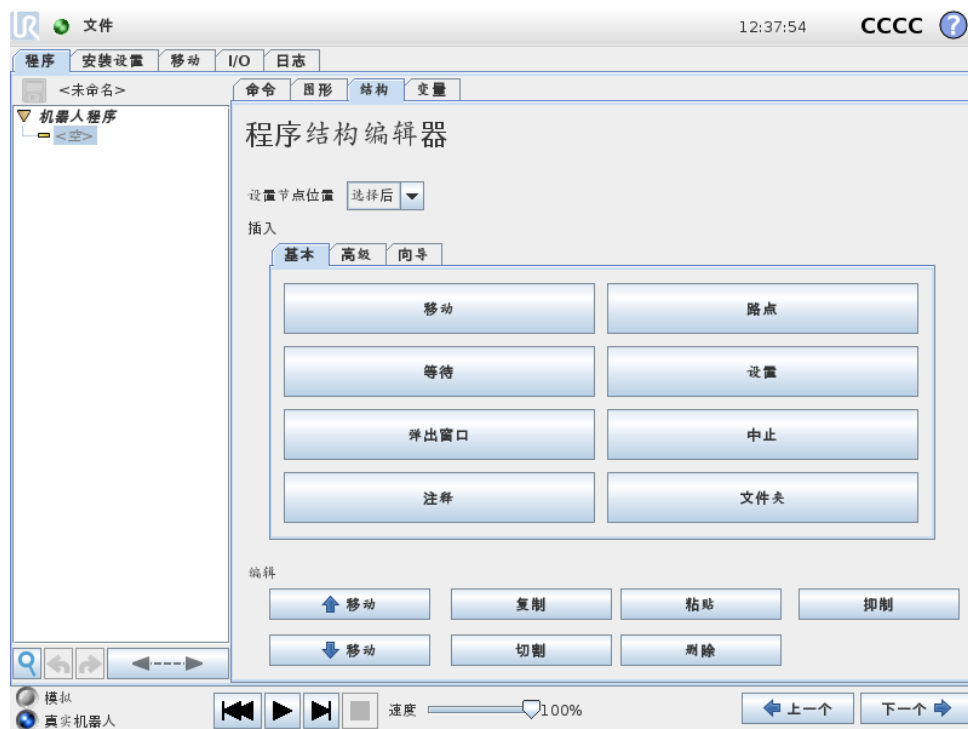 UR 文件 12:37:54 CCCC ?
程序 安装设置 移动 I/O 日志
<未命名> 命令 图形 结构 变量
机器人程序
<空>
程序结构编辑器
设置节点位置 选择后
插入
基本 高级 向导
移动 路点
等待 设置
弹出窗口 中止
注释 文件夹
编辑
移动 复制 粘贴 抑制
移动 切割 删除
模拟
真实机器人
速度 100% 上一个 下一个